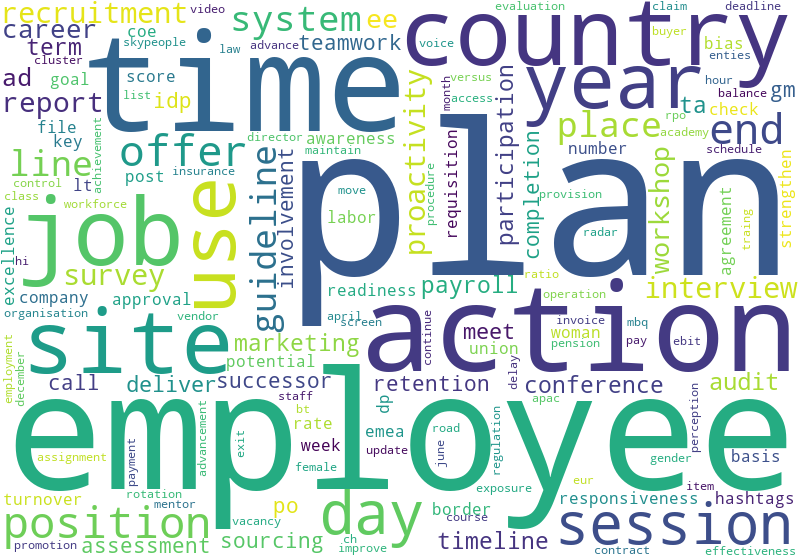 recruitment
video
system
ee
evaluation
claim
deadline
career
coe
skypeople
law
advance
teamwork
voice
country
buyer
bias
enties
term
cluster
time
year
hour
ad
goal
score
versus
month
balance
gm
report
list
idp
proactivity
access
ta
check
rpo
academy
file
key
offer
director
awareness
participation
place
end
number
schedule
line
achievement
post
insurance
maintain
guideline
involvement
procedure
requisition
completion
workshop
strengthen
control
lt
class
workforce
use
move
labor
plan
provision
radar
agreement
traing
job
hi
excellence
survey
readiness
payroll
ratio
operation
interview
company
approval
april
screen
organisation
vendor
site
marketing
action
continue
meet
invoice
woman
mbq
pay
ebit
union
pension
potential
delay
employment
december
call
deliver
successor
retention
conference
audit
staff
dp
apac
perception
employee
bt
rate
emea
road
gender
basis
assignment
payment
advancement
exit
week
update
june
regulation
female
exposure
item
turnover
rotation
mentor
po
eur
responsiveness
hashtags
position
vacancy
day
border
course
session
promotion
assessment
sourcing
ch
improve
timeline
contract
effectiveness